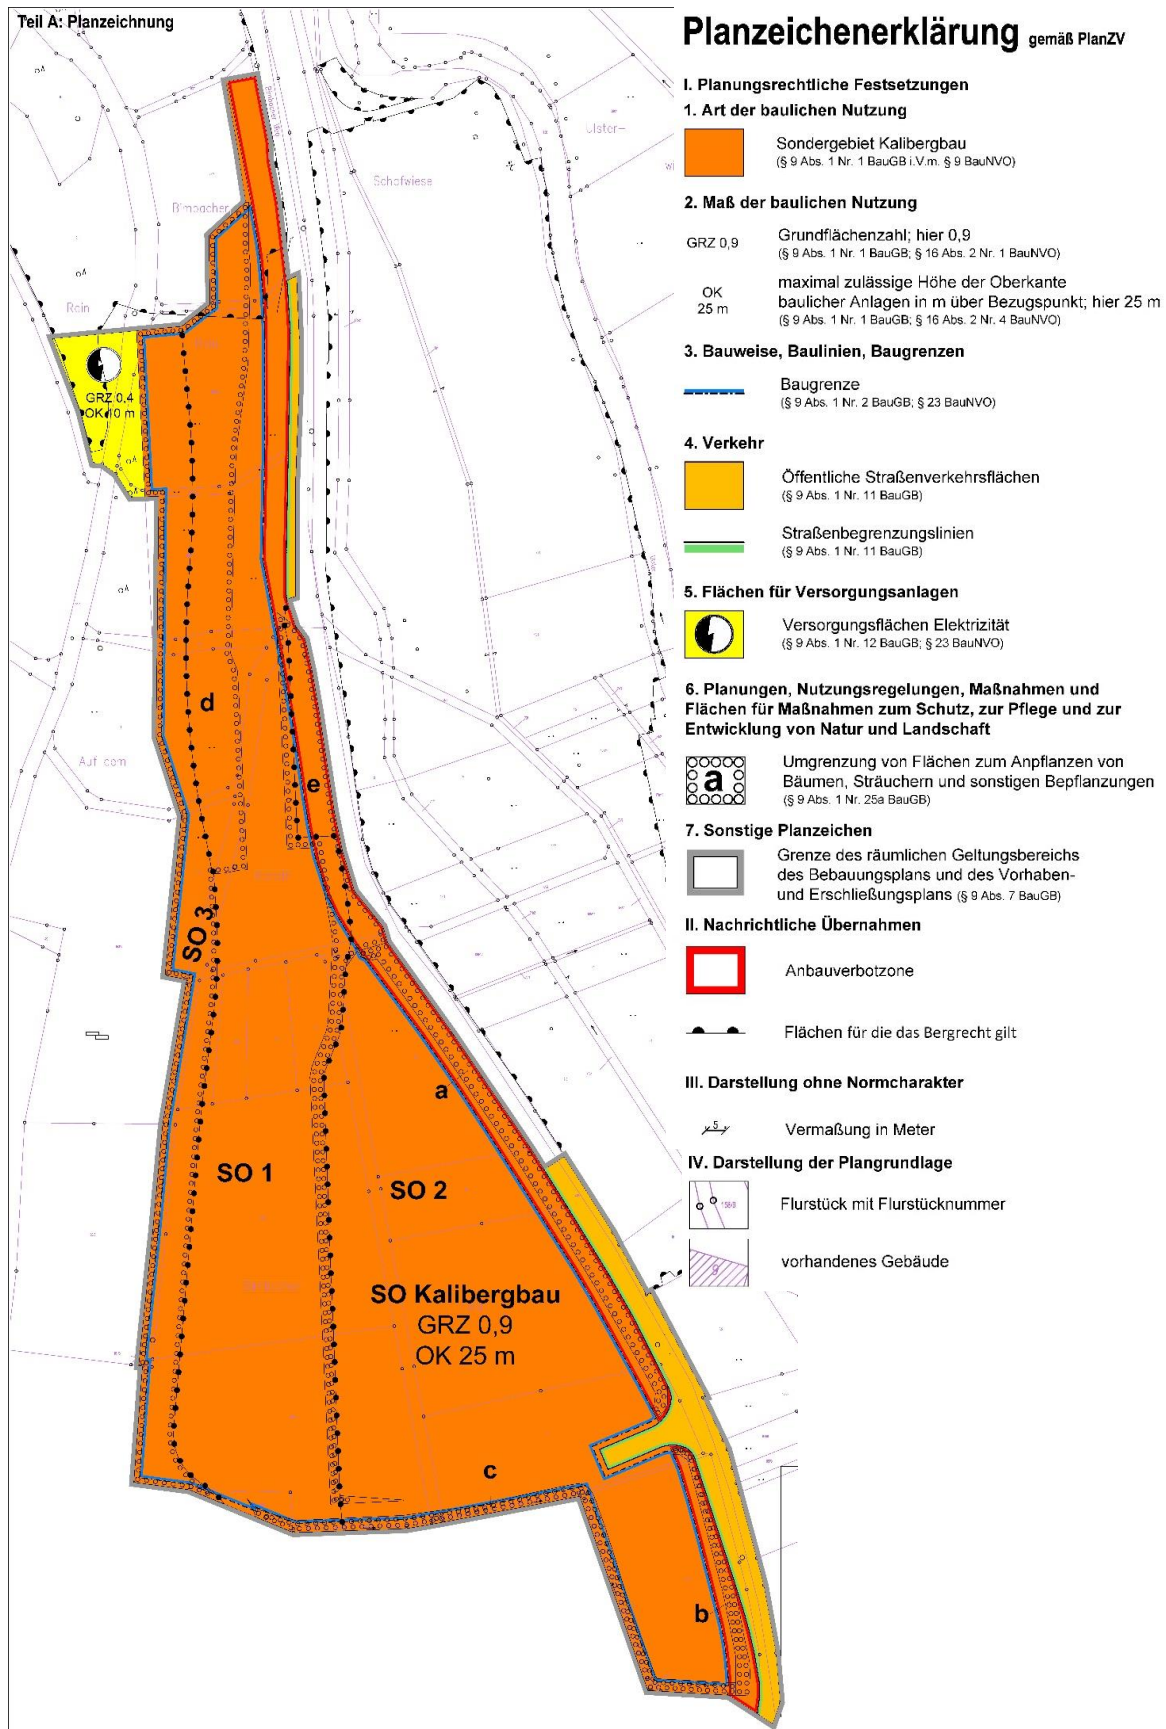 Teil A: Planzeichnung
Schafwiese
Ulster-
Bimbacher
Rain
GRZ 0,4
OK 10 m
d
e
Auf dem
SO 3
a
SO 1
SO 2
SO Kalibergbau
GRZ 0,9
OK 25 m
c
b
Planzeichenerklärung gemäß PlanZV
I. Planungsrechtliche Festsetzungen
1. Art der baulichen Nutzung
Sondergebiet Kalibergbau
(§ 9 Abs. 1 Nr. 1 BauGB i.V.m. § 9 BauNVO)
2. Maß der baulichen Nutzung
GRZ 0,9
Grundflächenzahl; hier 0,9
(§ 9 Abs. 1 Nr. 1 BauGB; § 16 Abs. 2 Nr. 1 BauNVO)
OK
25 m
maximal zulässige Höhe der Oberkante
baulicher Anlagen in m über Bezugspunkt; hier 25 m
(§ 9 Abs. 1 Nr. 1 BauGB; § 16 Abs. 2 Nr. 4 BauNVO)
3. Bauweise, Baulinien, Baugrenzen
Baugrenze
(§ 9 Abs. 1 Nr. 2 BauGB; § 23 BauNVO)
4. Verkehr
Öffentliche Straßenverkehrsflächen
(§ 9 Abs. 1 Nr. 11 BauGB)
Straßenbegrenzungslinien
(§ 9 Abs. 1 Nr. 11 BauGB)
5. Flächen für Versorgungsanlagen
Versorgungsflächen Elektrizität
(§ 9 Abs. 1 Nr. 12 BauGB; § 23 BauNVO)
6. Planungen, Nutzungsregelungen, Maßnahmen und
Flächen für Maßnahmen zum Schutz, zur Pflege und zur
Entwicklung von Natur und Landschaft
a
Umgrenzung von Flächen zum Anpflanzen von
Bäumen, Sträuchern und sonstigen Bepflanzungen
(§ 9 Abs. 1 Nr. 25a BauGB)
7. Sonstige Planzeichen
Grenze des räumlichen Geltungsbereichs
des Bebauungsplans und des Vorhaben-
und Erschließungsplans (§ 9 Abs. 7 BauGB)
II. Nachrichtliche Übernahmen
Anbauverbotzone
Flächen für die das Bergrecht gilt
III. Darstellung ohne Normcharakter
5
Vermaßung in Meter
IV. Darstellung der Plangrundlage
Flurstück mit Flurstücknummer
9
vorhandenes Gebäude